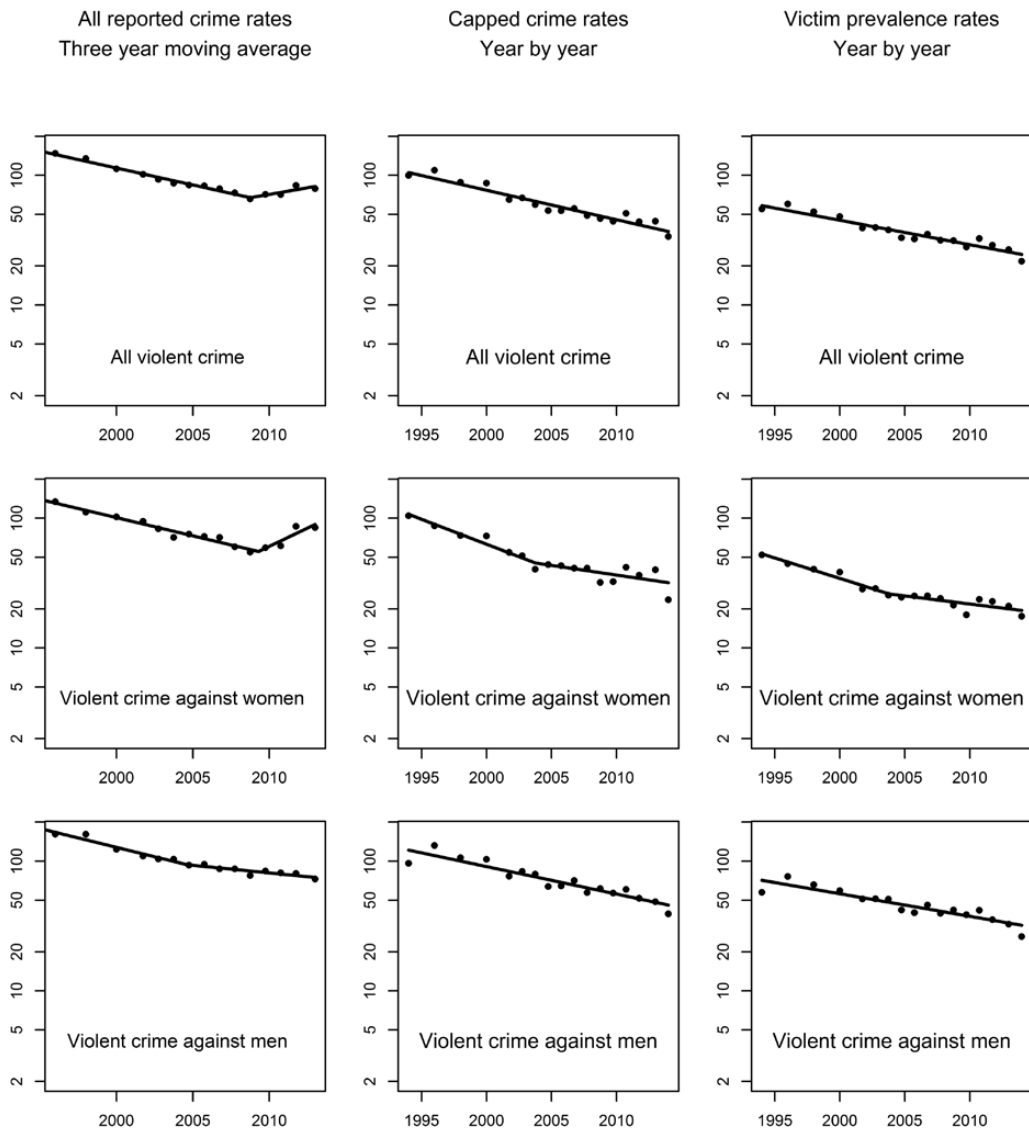 All reported crime rates
Three year moving average
Capped crime rates
Year by year
Victim prevalence rates
Year by year
100
50
20
10
5
2
All violent crime
2000 2005 2010
100
50
20
10
5
2
All violent crime
1995 2000 2005 2010
100
50
20
10
5
2
All violent crime
1995 2000 2005 2010
100
50
20
10
5
2
Violent crime against women
2000 2005 2010
100
50
20
10
5
2
Violent crime against women
1995 2000 2005 2010
100
50
20
10
5
2
Violent crime against women
1995 2000 2005 2010
100
50
20
10
5
2
Violent crime against men
2000 2005 2010
100
50
20
10
5
2
Violent crime against men
1995 2000 2005 2010
100
50
20
10
5
2
Violent crime against men
1995 2000 2005 2010